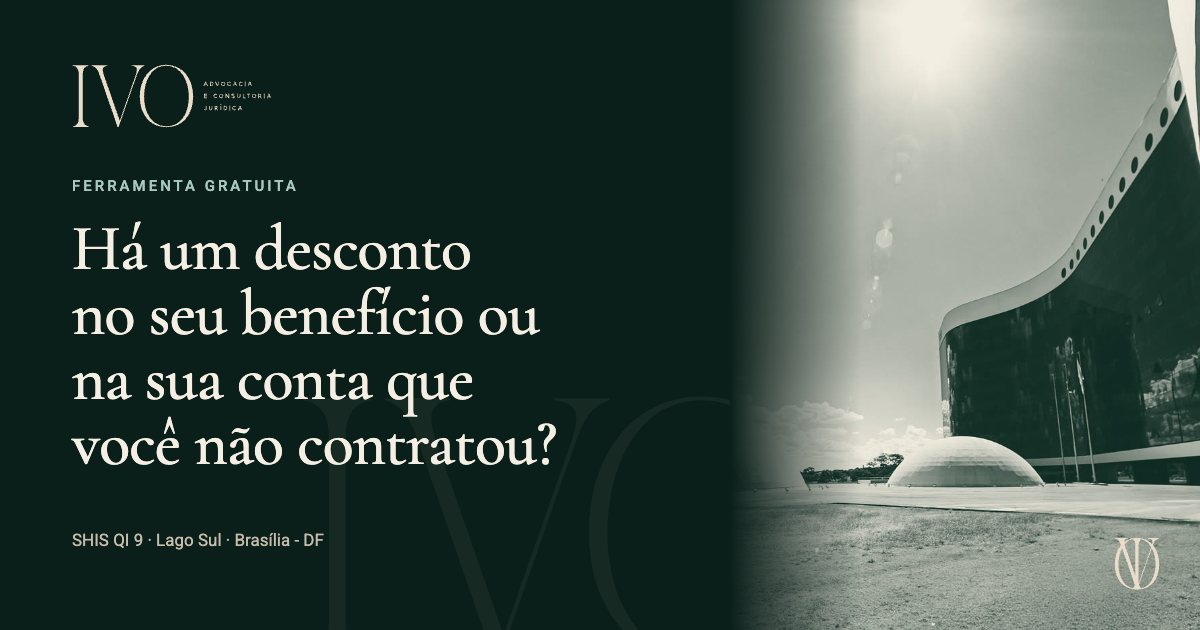 IVO
ADVOCACIA
E CONSULTORIA
JURÍDICA
FERRAMENTA GRATUITA
Há um desconto
no seu benefício ou
na sua conta que
você não contratou?
SHIS QI 9 · Lago Sul · Brasília - DF
IVO